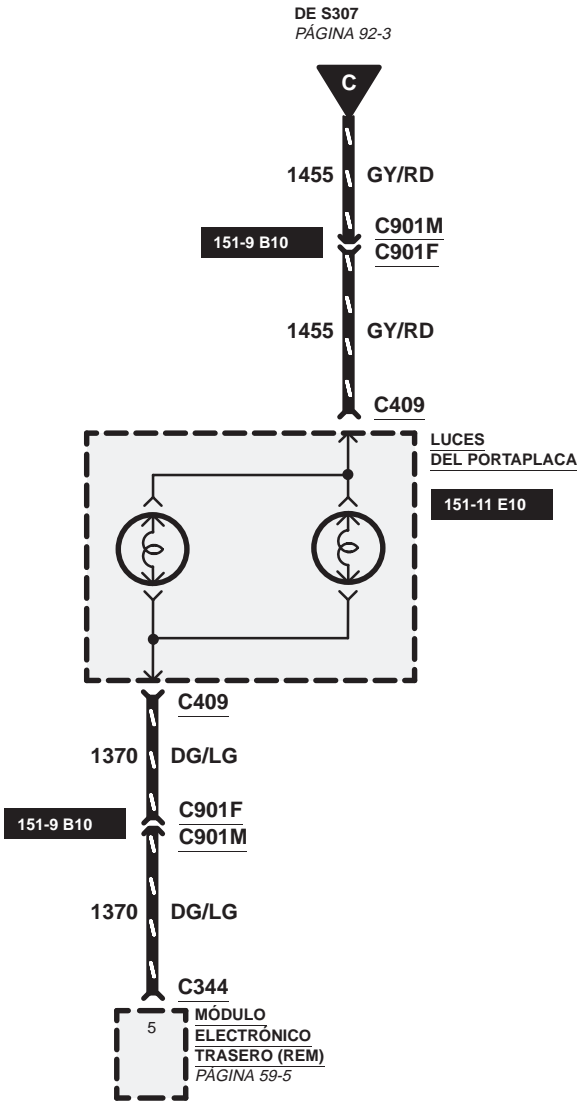 DE S307
PÁGINA 92-3
C
1455 GY/RD
C901M
151-9 B10
C901F
1455 GY/RD
C409
LUCES
DEL PORTAPLACA
151-11 E10
C409
1370 DG/LG
C901F
151-9 B10
C901M
1370 DG/LG
C344
5
MÓDULO
ELECTRÓNICO
TRASERO (REM)
PÁGINA 59-5